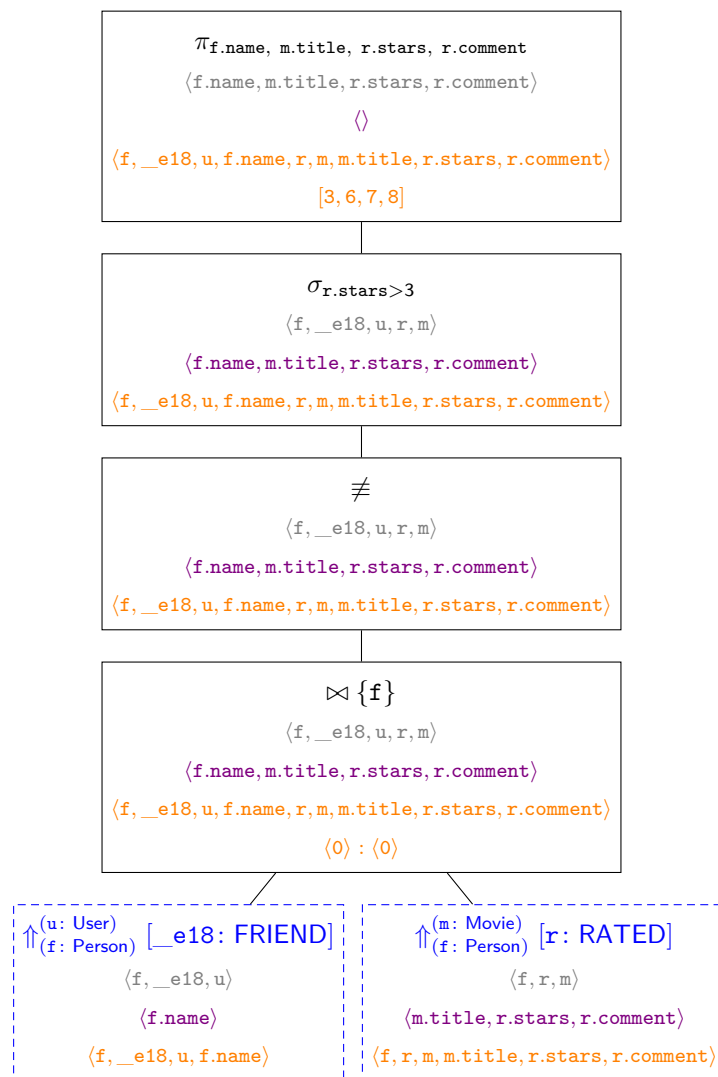 π f.name, m.title, r.stars, r.comment
⟨f.name, m.title, r.stars, r.comment⟩
⟨⟩
⟨f, __e18, u, f.name, r, m, m.title, r.stars, r.comment⟩
[3, 6, 7, 8]
σ r.stars>3
⟨f, __e18, u, r, m⟩
⟨f.name, m.title, r.stars, r.comment⟩
⟨f, __e18, u, f.name, r, m, m.title, r.stars, r.comment⟩
≢
⟨f, __e18, u, r, m⟩
⟨f.name, m.title, r.stars, r.comment⟩
⟨f, __e18, u, f.name, r, m, m.title, r.stars, r.comment⟩
⋈ {f}
⟨f, __e18, u, r, m⟩
⟨f.name, m.title, r.stars, r.comment⟩
⟨f, __e18, u, f.name, r, m, m.title, r.stars, r.comment⟩
⟨0⟩ : ⟨0⟩
⇑ (u: User) (f: Person) [__e18: FRIEND]
⟨f, __e18, u⟩
⟨f.name⟩
⟨f, __e18, u, f.name⟩
⇑ (m: Movie) (f: Person) [r: RATED]
⟨f, r, m⟩
⟨m.title, r.stars, r.comment⟩
⟨f, r, m, m.title, r.stars, r.comment⟩